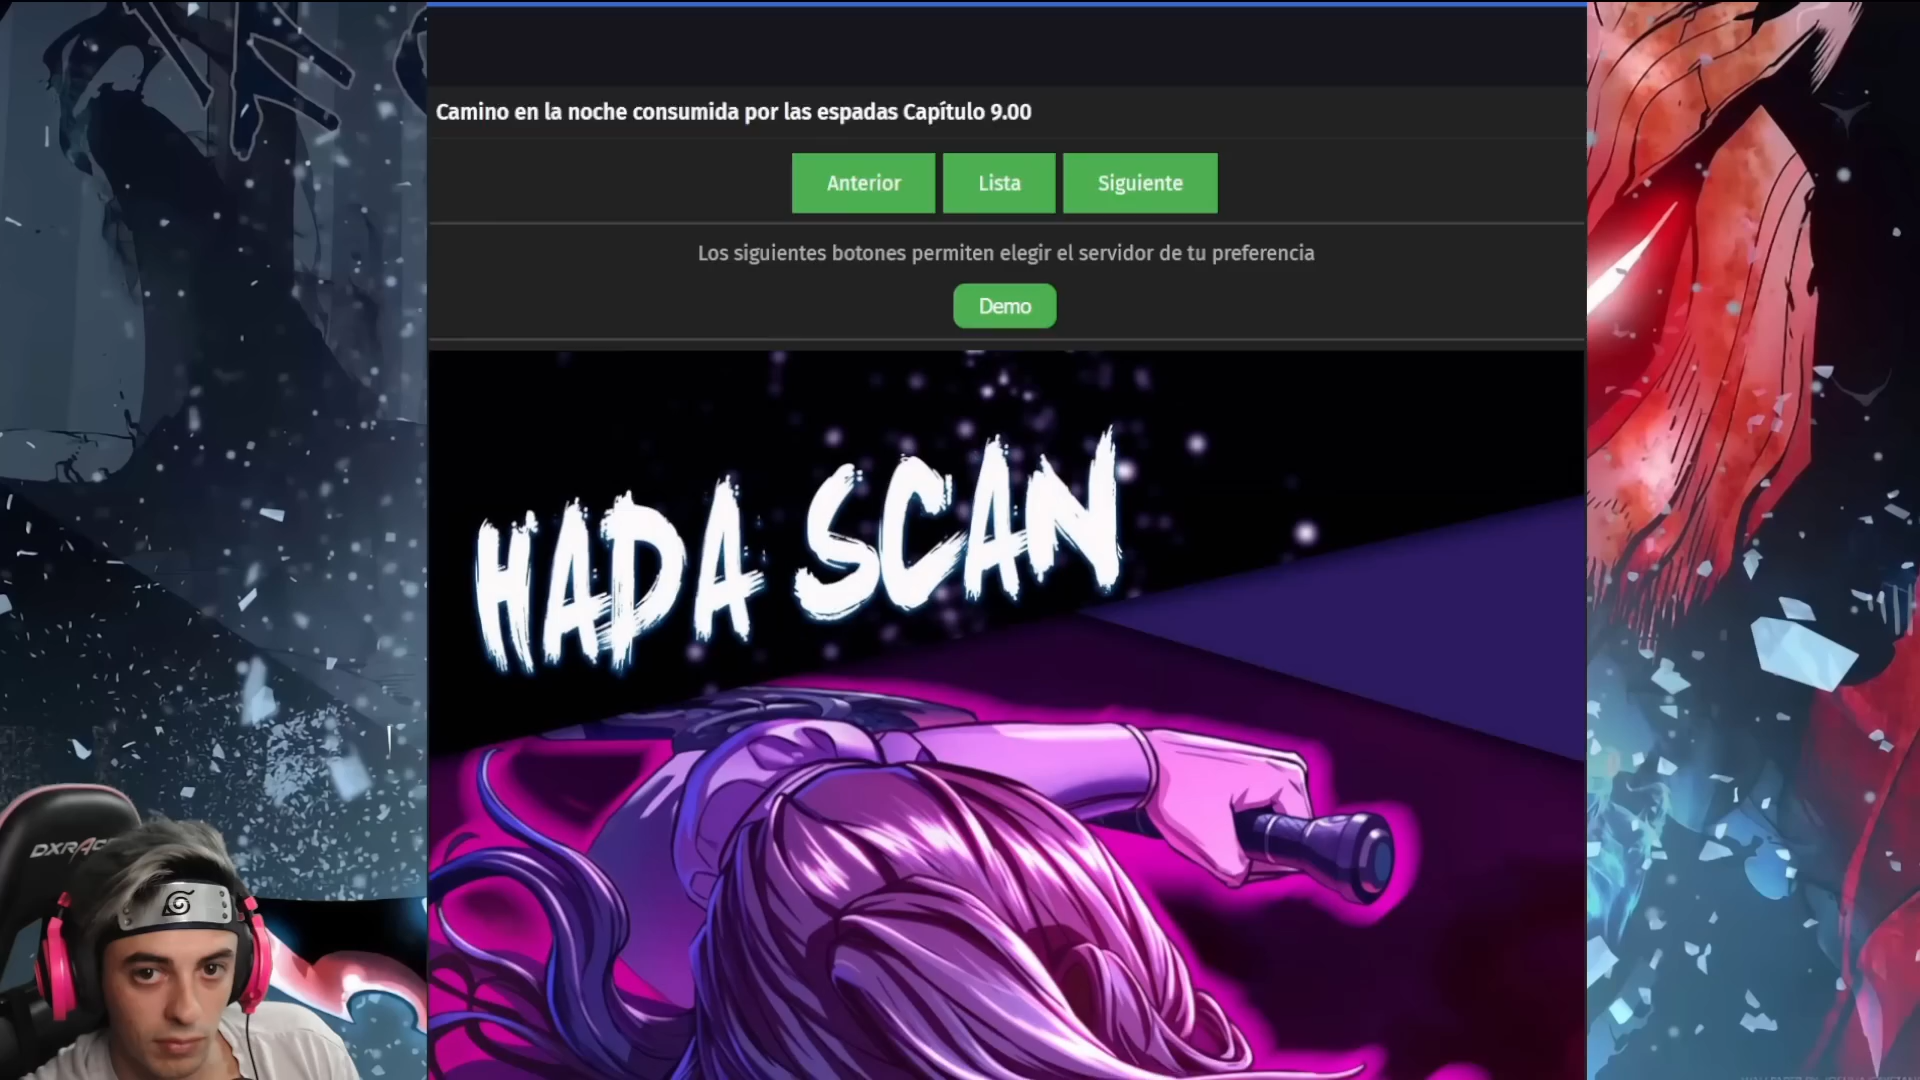 Camino en la noche consumida por las espadas Capítulo 9.00
Anterior
Lista
Siguiente
Los siguientes botones permiten elegir el servidor de tu preferencia
Demo
HADA SCAN